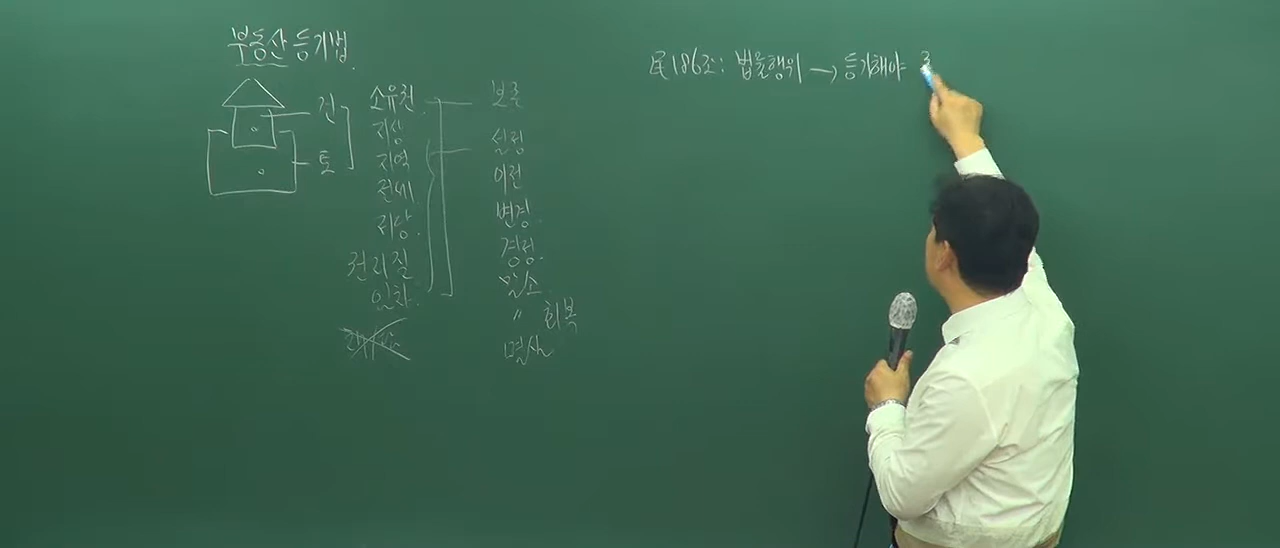 부동산 등기법
건
토
소유권
지상
지역
전세
저당
권리질
임차
보존
설정
이전
변경
경정
말소
〃 회복
멸실
民 186조: 법률행위 → 등기해야